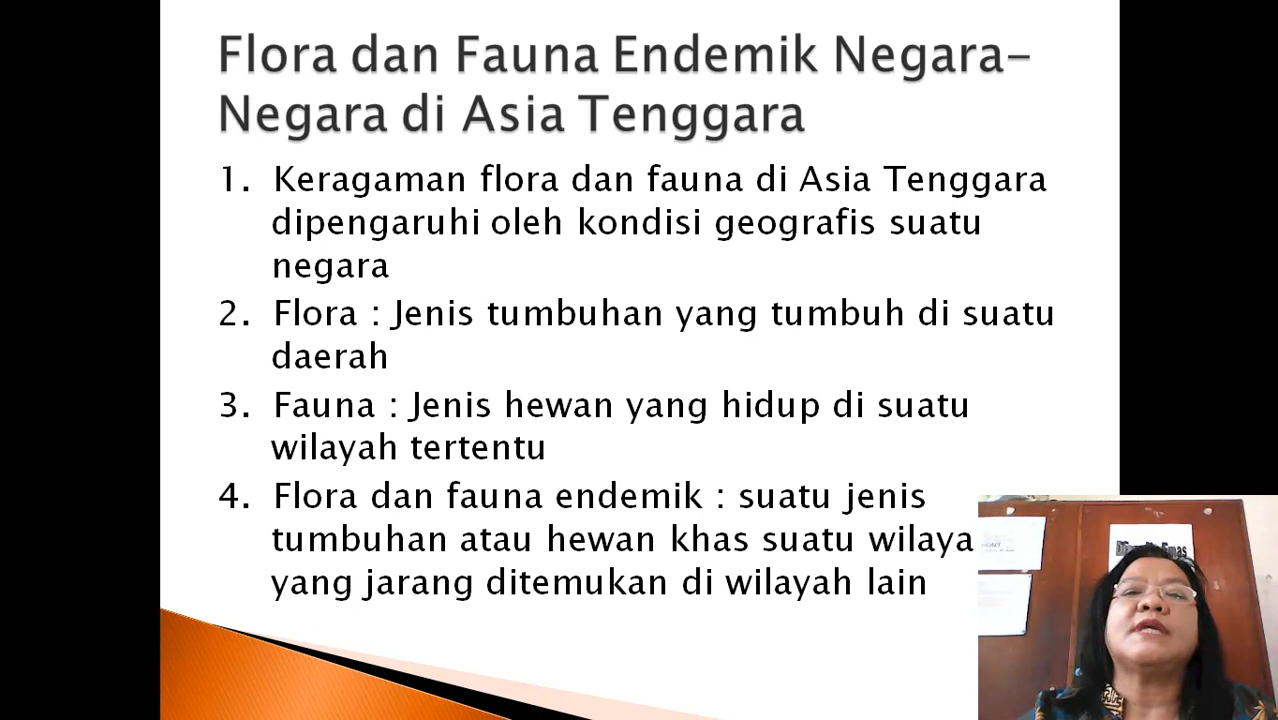 Flora dan Fauna Endemik Negara-
Negara di Asia Tenggara
1. Keragaman flora dan fauna di Asia Tenggara
dipengaruhi oleh kondisi geografis suatu
negara
2. Flora : Jenis tumbuhan yang tumbuh di suatu
daerah
3. Fauna : Jenis hewan yang hidup di suatu
wilayah tertentu
4. Flora dan fauna endemik : suatu jenis
tumbuhan atau hewan khas suatu wilaya
yang jarang ditemukan di wilayah lain